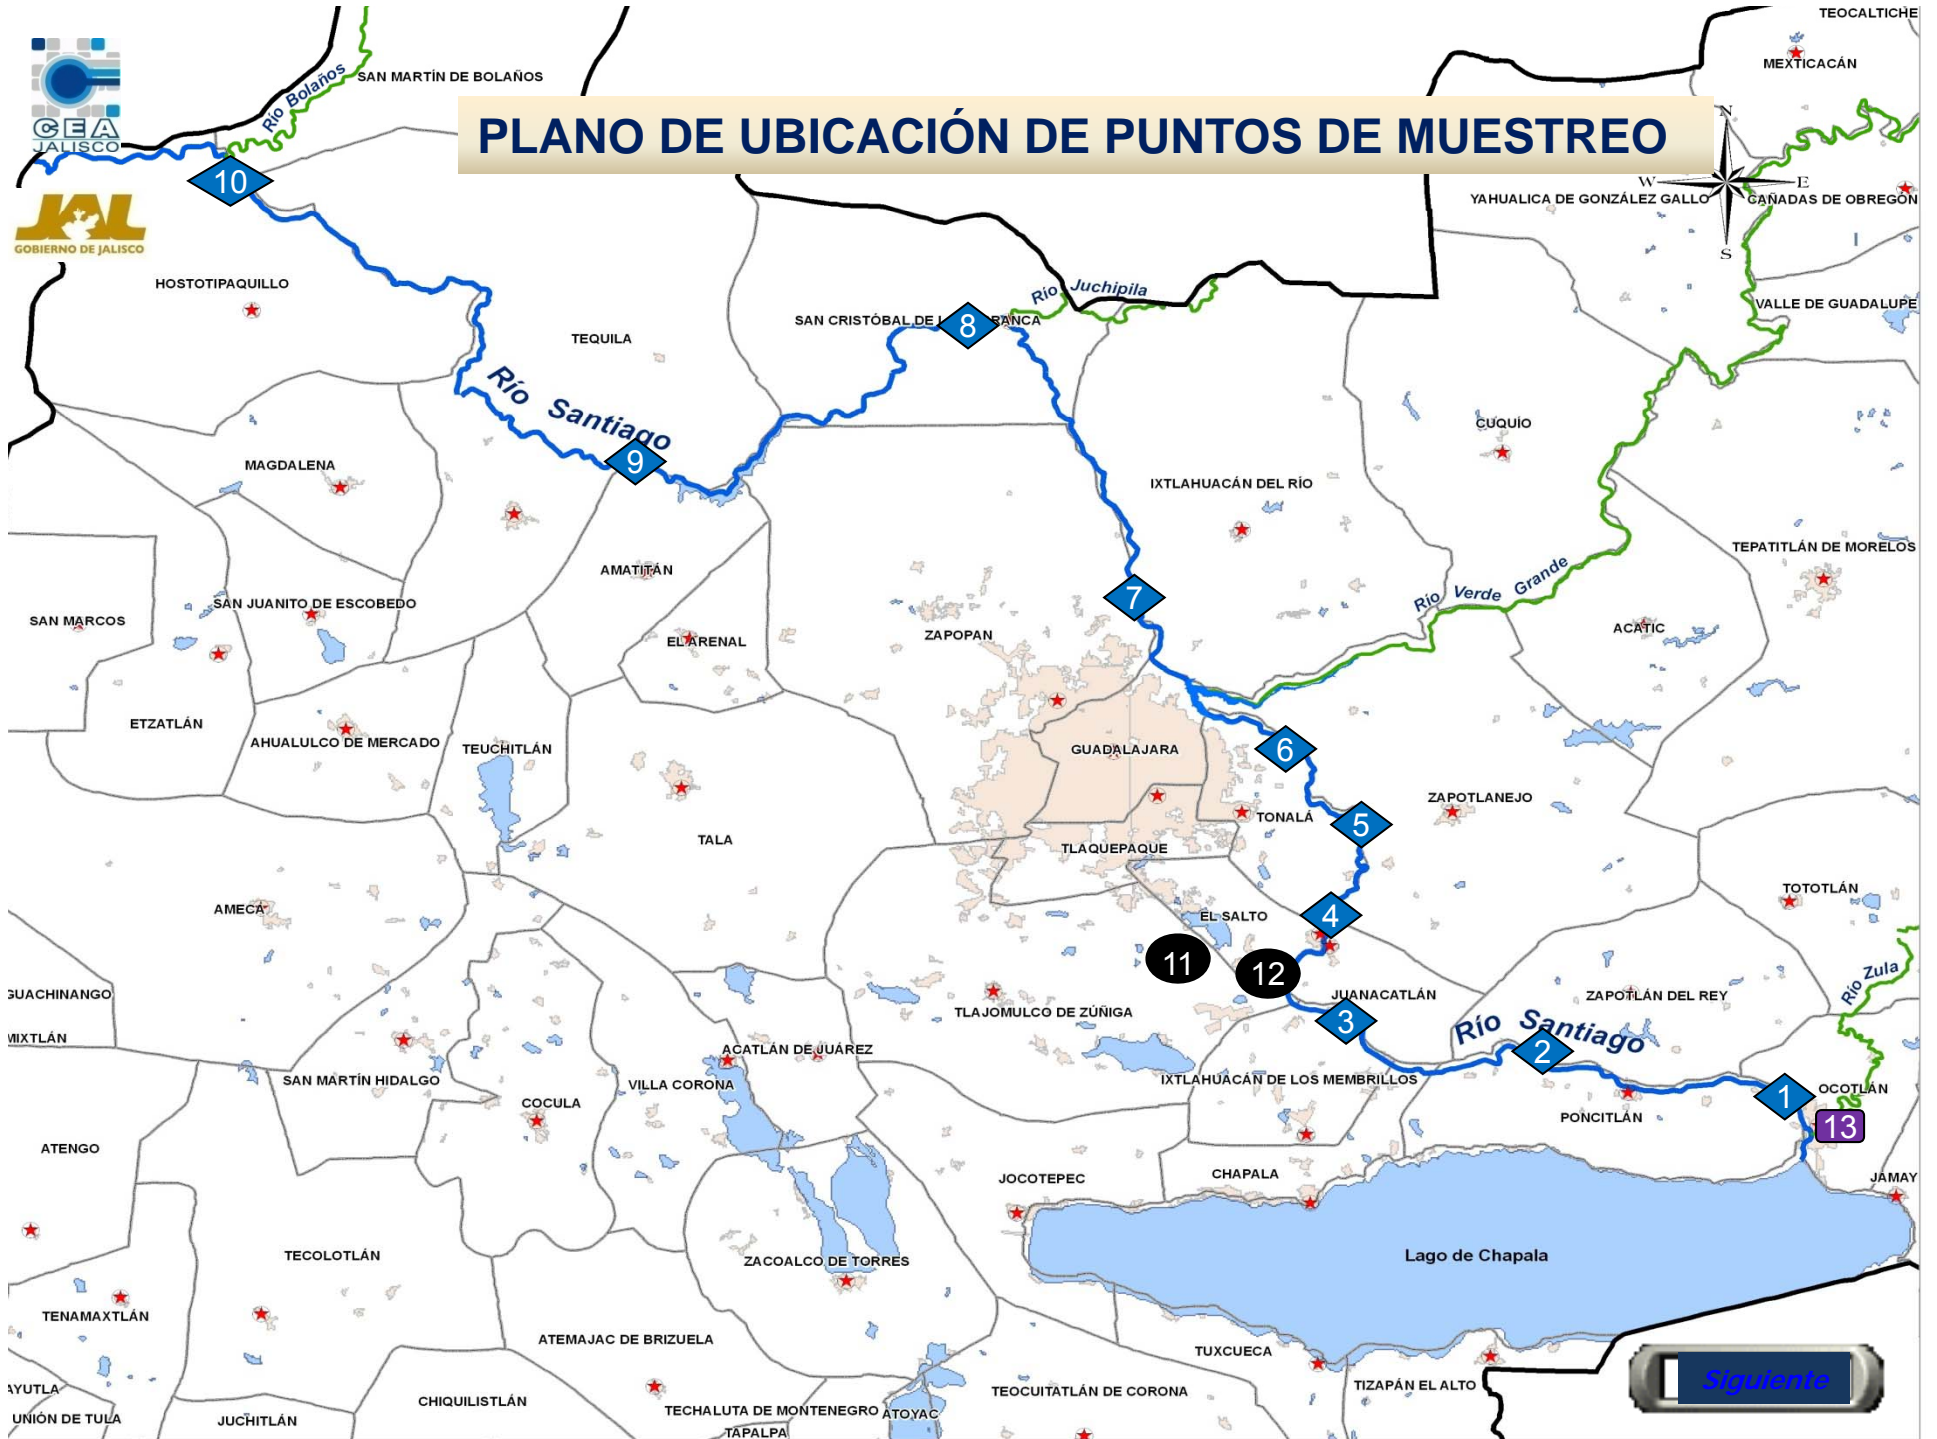 TEOCALTICHE
MEXTICACÁN
SAN MARTÍN DE BOLAÑOS
Río Bolaños
CEA
JALISCO
PLANO DE UBICACIÓN DE PUNTOS DE MUESTREO
N
W
E
S
10
JAL
GOBIERNO DE JALISCO
YAHUALICA DE GONZÁLEZ GALLO
CAÑADAS DE OBREGÓN
HOSTOTIPAQUILLO
Río Juchipila
VALLE DE GUADALUPE
SAN CRISTÓBAL DE L
8
RANCA
TEQUILA
Río Santiago
CUQUÍO
9
MAGDALENA
IXTLAHUACÁN DEL RÍO
TEPATITLÁN DE MORELOS
AMATITÁN
Río Verde Grande
7
SAN JUANITO DE ESCOBEDO
SAN MARCOS
ACATIC
EL ARENAL
ZAPOPAN
ETZATLÁN
AHUALULCO DE MERCADO
TEUCHITLÁN
GUADALAJARA
6
ZAPOTLANEJO
TONALÁ
5
TALA
TLAQUEPAQUE
TOTOTLÁN
AMECA
EL SALTO
4
11
12
Río Zula
GUACHINANGO
JUANACATLÁN
ZAPOTLÁN DEL REY
TLAJOMULCO DE ZÚÑIGA
3
Río Santiago
MIXTLÁN
2
ACATLÁN DE JUÁREZ
SAN MARTÍN HIDALGO
VILLA CORONA
IXTLAHUACÁN DE LOS MEMBRILLOS
OCOTLÁN
1
COCULA
PONCITLÁN
13
ATENGO
CHAPALA
JOCOTEPEC
JAMAY
TECOLOTLÁN
ZACOALCO DE TORRES
Lago de Chapala
TENAMAXTLÁN
ATEMAJAC DE BRIZUELA
TUXCUECA
Siguiente
AYUTLA
TEOCUITATLÁN DE CORONA
TIZAPÁN EL ALTO
CHIQUILISTLÁN
UNIÓN DE TULA
JUCHITLÁN
TECHALUTA DE MONTENEGRO
ATOYAC
TAPALPA